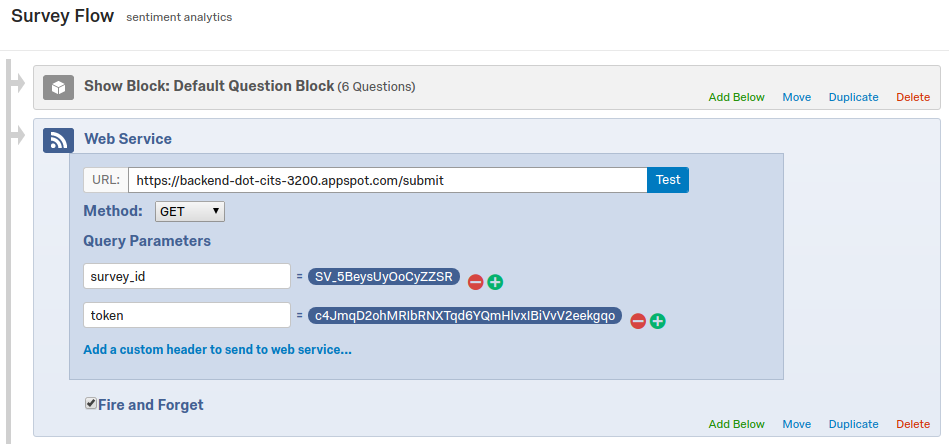 Survey Flow sentiment analytics
Show Block: Default Question Block (6 Questions)
Add Below Move Duplicate Delete
Web Service
URL: https://backend-dot-cits-3200.appspot.com/submit Test
Method: GET
Query Parameters
survey_id = SV_5BeysUyOoCyZZSR
token = c4JmqD2ohMRIbRNXTqd6YQmHlvxIBiVvV2eekgqo
Add a custom header to send to web service...
Fire and Forget
Add Below Move Duplicate Delete